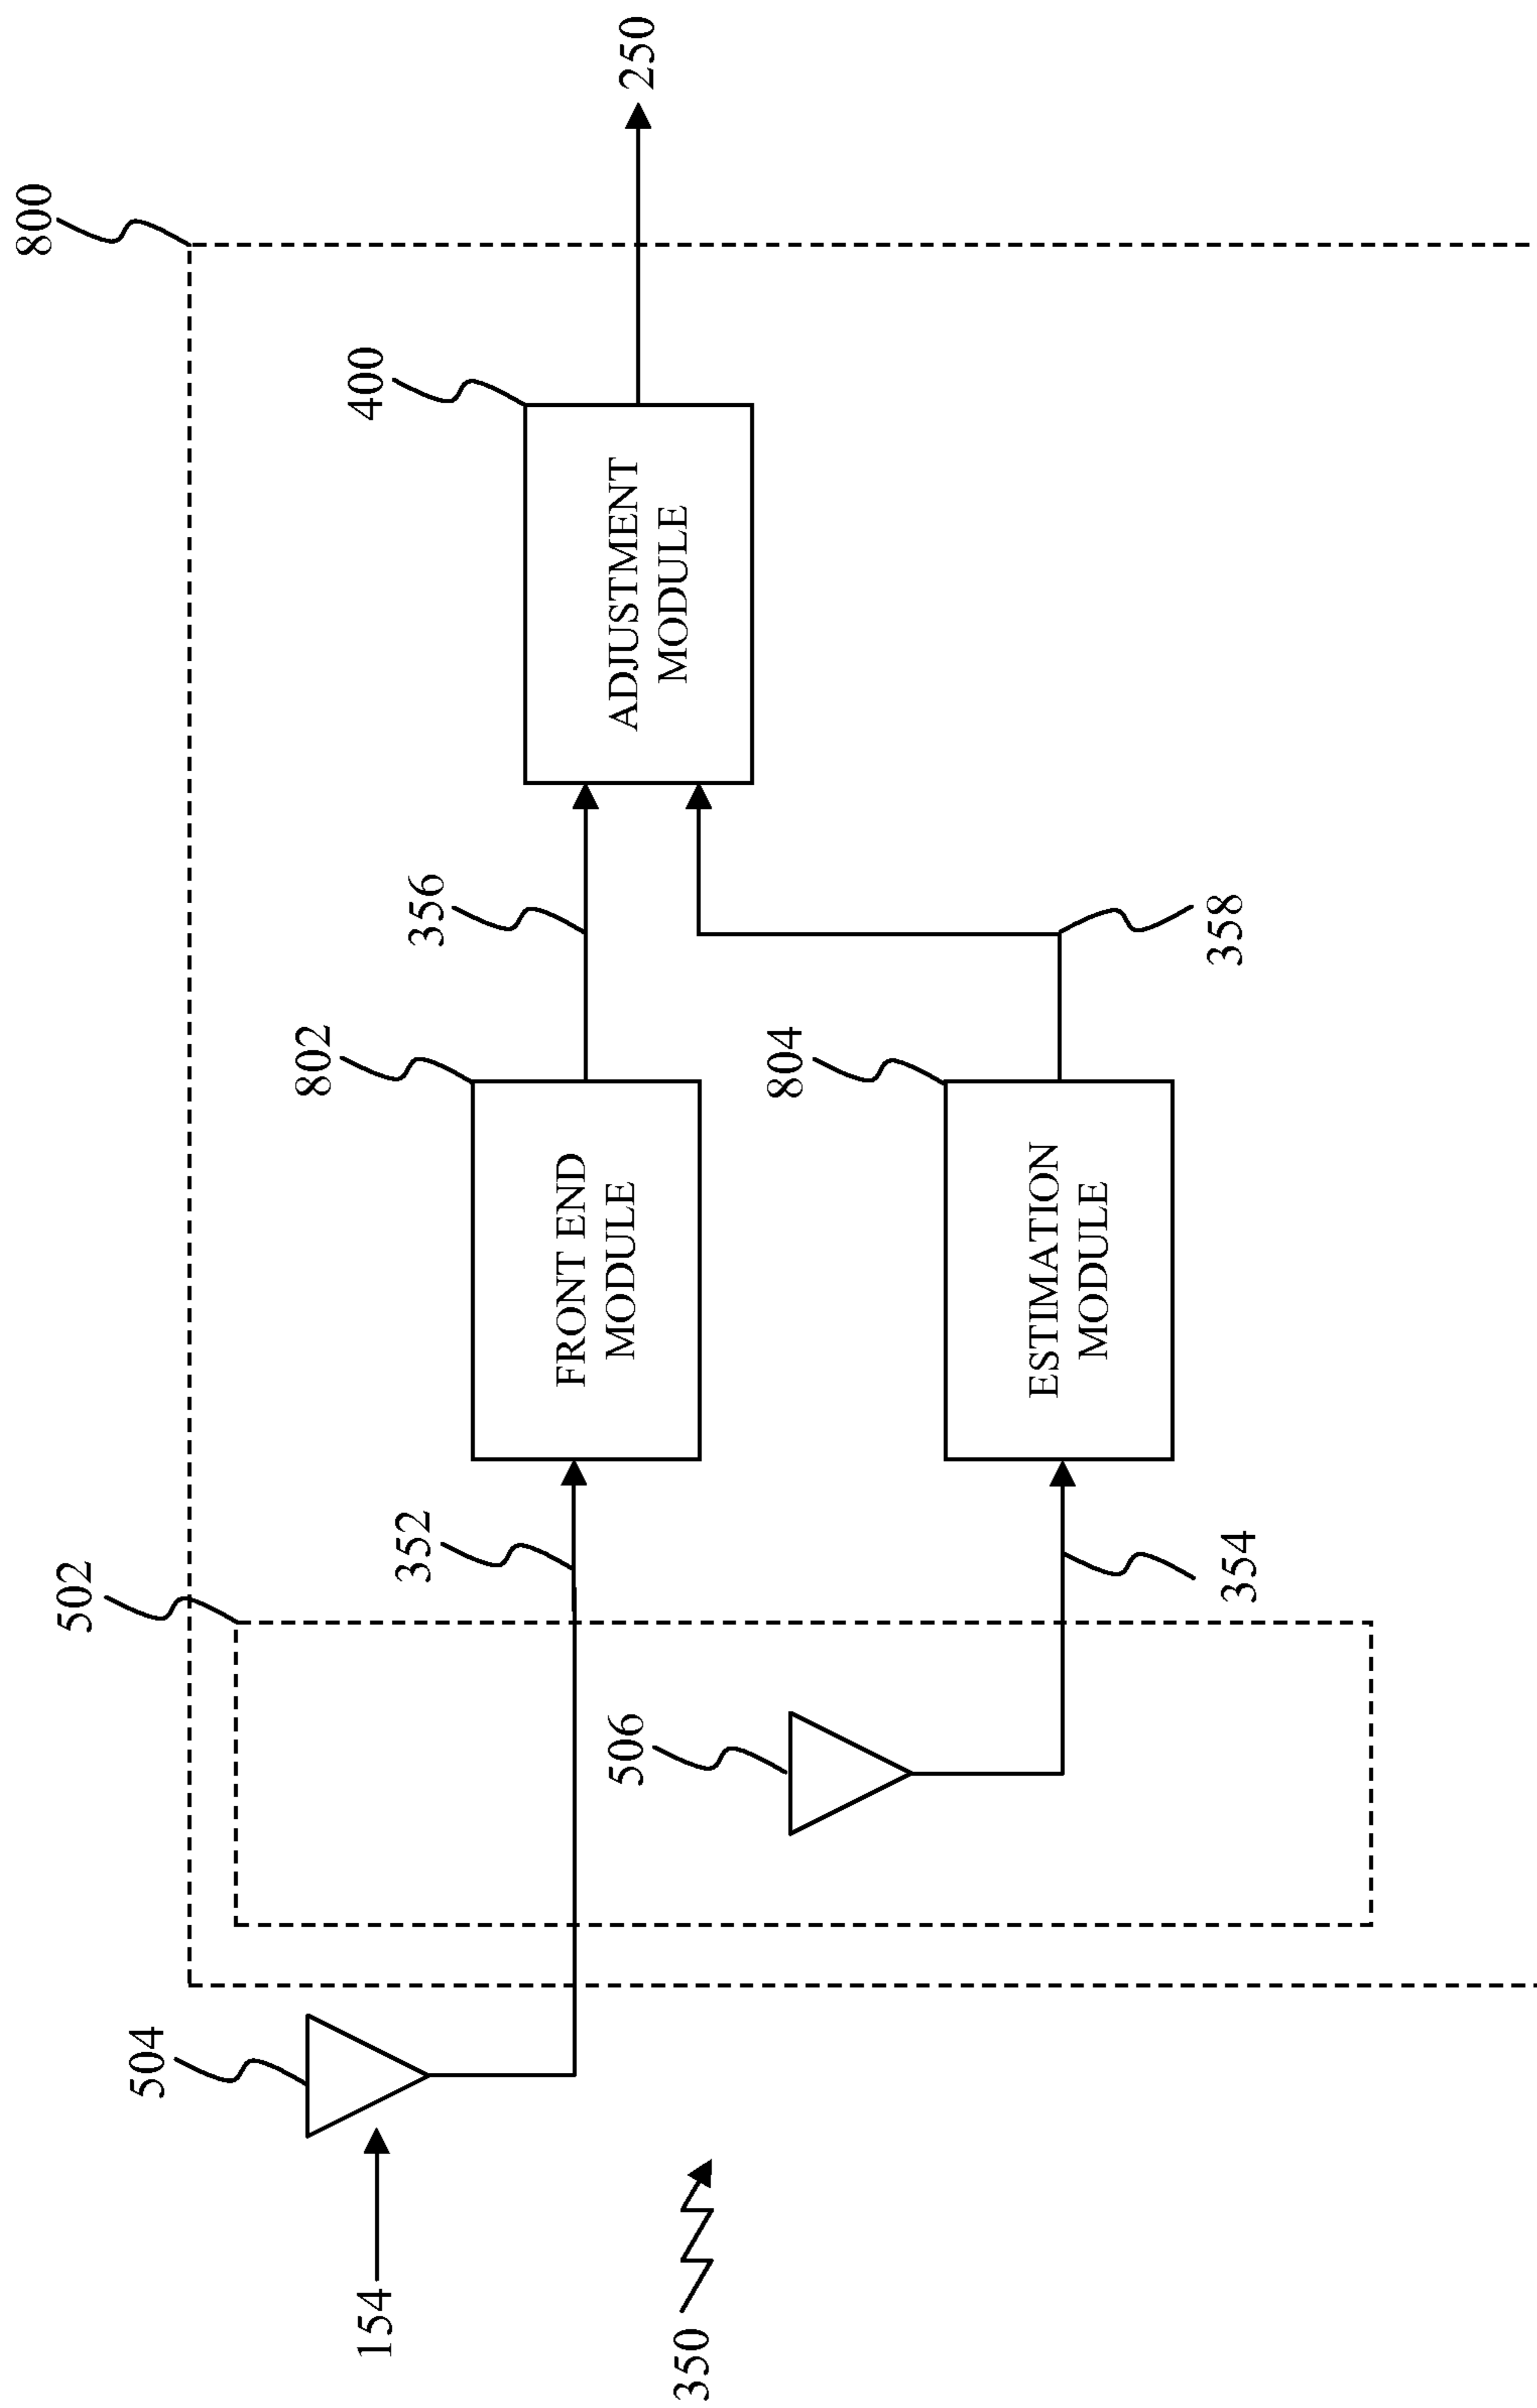 800
502
504
154
350
352
802
FRONT END
MODULE
356
400
ADJUSTMENT
MODULE
250
506
354
804
ESTIMATION
MODULE
358